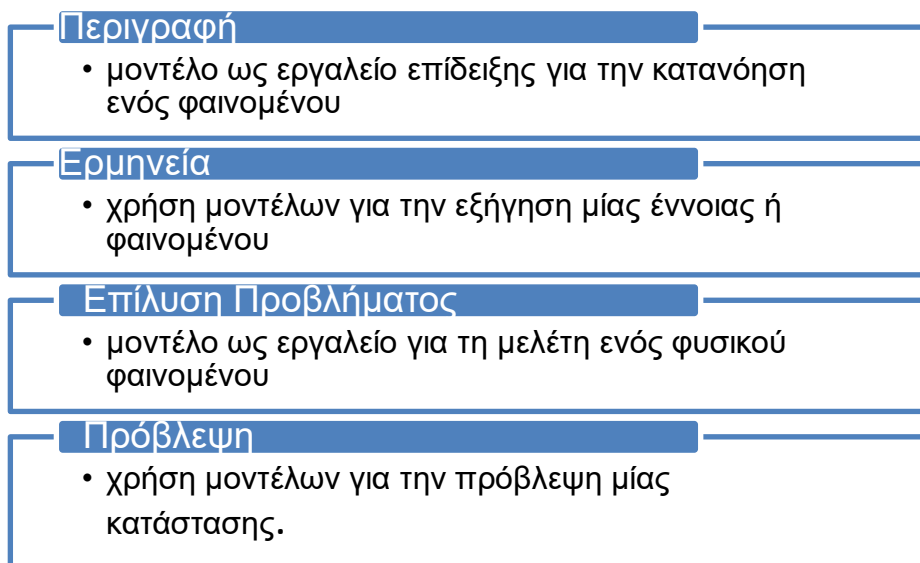 Περιγραφή
• μοντέλο ως εργαλείο επίδειξης για την κατανόηση
ενός φαινομένου
Ερμηνεία
• χρήση μοντέλων για την εξήγηση μίας έννοιας ή
φαινομένου
Επίλυση Προβλήματος
• μοντέλο ως εργαλείο για τη μελέτη ενός φυσικού
φαινομένου
Πρόβλεψη
• χρήση μοντέλων για την πρόβλεψη μίας
κατάστασης.